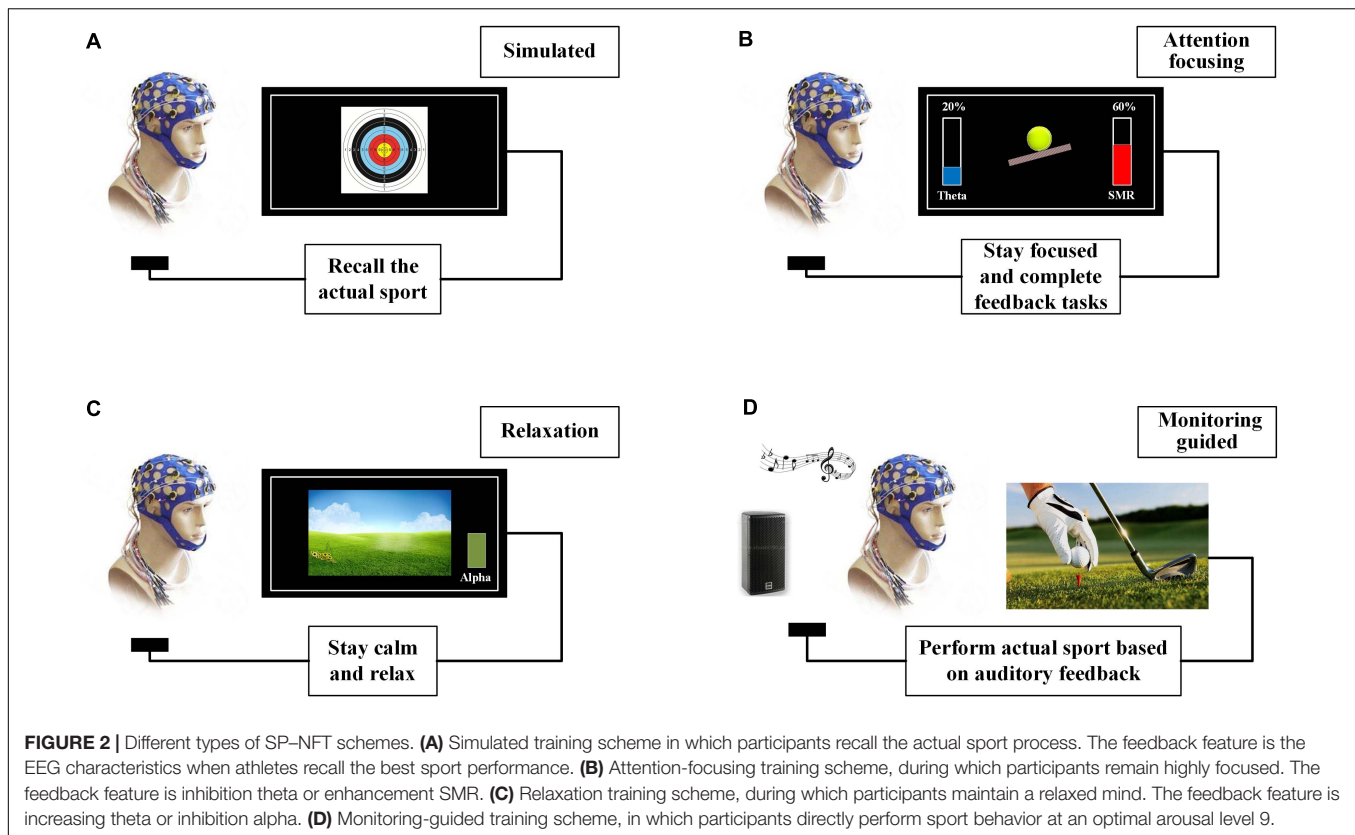 A
Simulated
Recall the
actual sport
B
Attention
focusing
20%
60%
Theta
SMR
Stay focused
and complete
feedback tasks
C
Relaxation
Alpha
Stay calm
and relax
D
Monitoring
guided
Perform actual sport based
on auditory feedback
FIGURE 2 | Different types of SP–NFT schemes. (A) Simulated training scheme in which participants recall the actual sport process. The feedback feature is the
EEG characteristics when athletes recall the best sport performance. (B) Attention-focusing training scheme, during which participants remain highly focused. The
feedback feature is inhibition theta or enhancement SMR. (C) Relaxation training scheme, during which participants maintain a relaxed mind. The feedback feature is
increasing theta or inhibition alpha. (D) Monitoring-guided training scheme, in which participants directly perform sport behavior at an optimal arousal level 9.